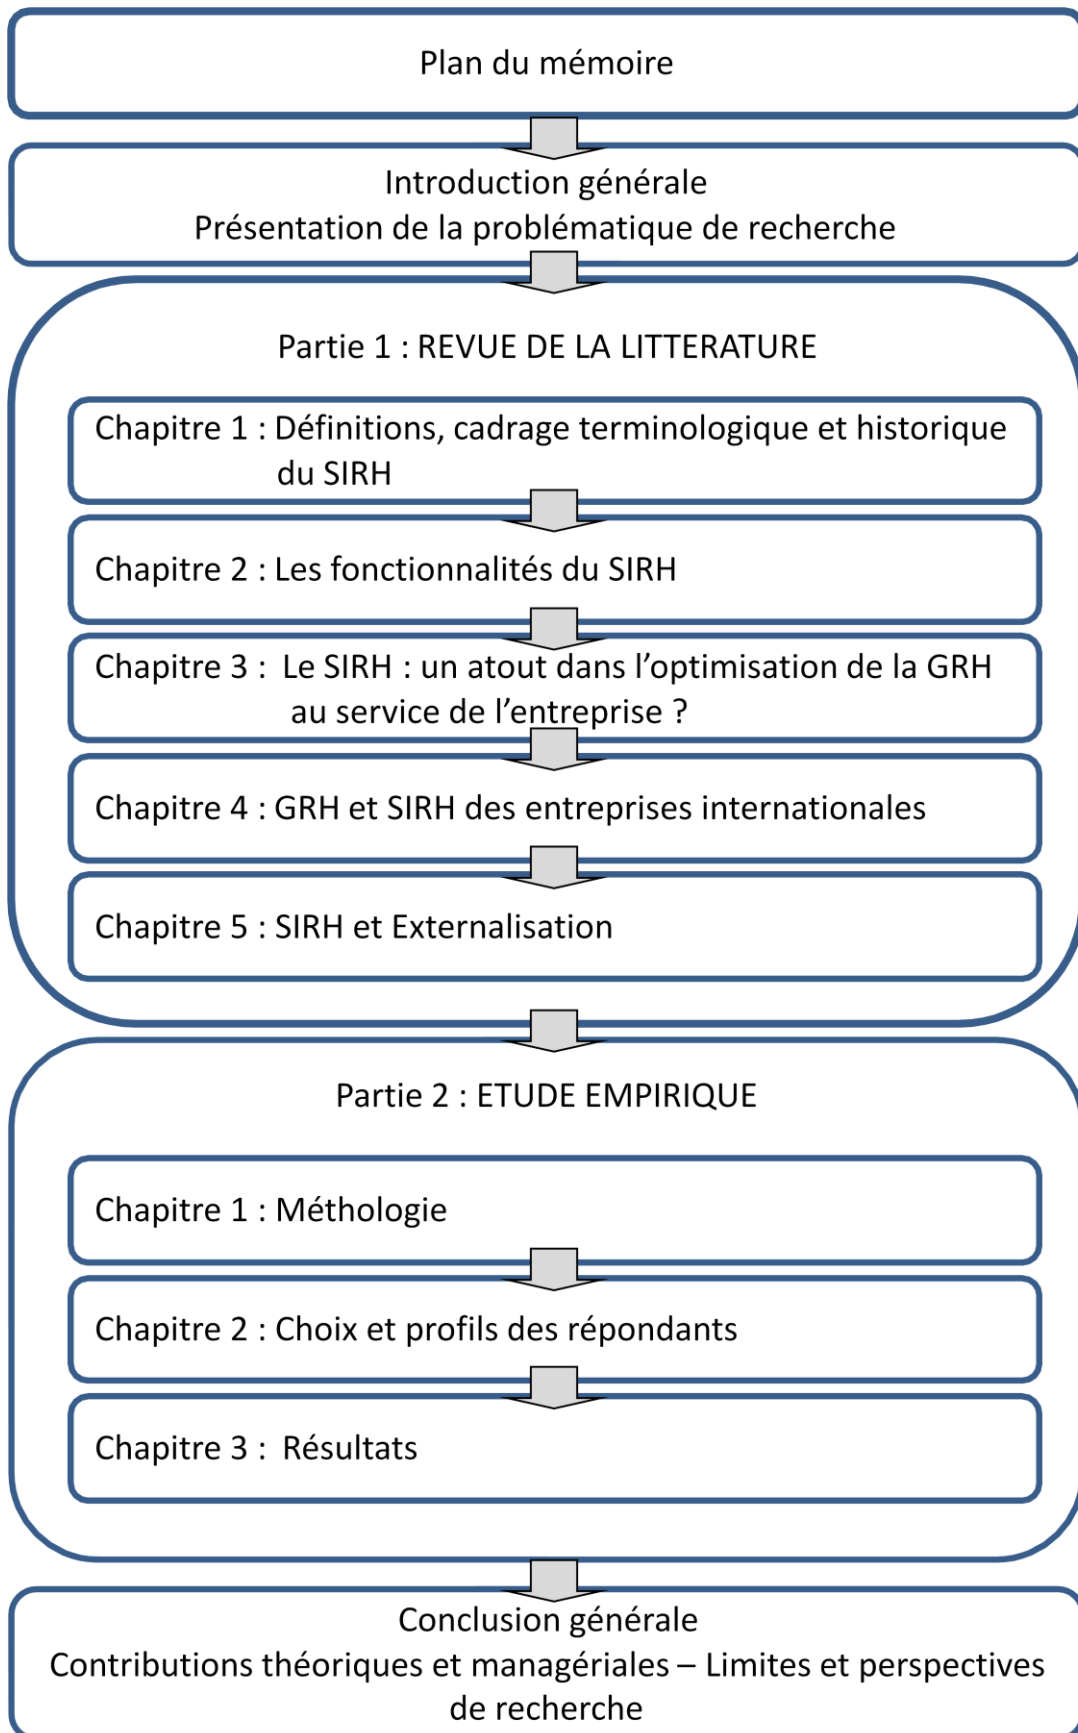 Plan du mémoire
Introduction générale
Présentation de la problématique de recherche
Partie 1 : REVUE DE LA LITTERATURE
Chapitre 1 : Définitions, cadrage terminologique et historique
du SIRH
Chapitre 2 : Les fonctionnalités du SIRH
Chapitre 3 : Le SIRH : un atout dans l’optimisation de la GRH
au service de l’entreprise ?
Chapitre 4 : GRH et SIRH des entreprises internationales
Chapitre 5 : SIRH et Externalisation
Partie 2 : ETUDE EMPIRIQUE
Chapitre 1 : Méthologie
Chapitre 2 : Choix et profils des répondants
Chapitre 3 : Résultats
Conclusion générale
Contributions théoriques et managériales – Limites et perspectives
de recherche